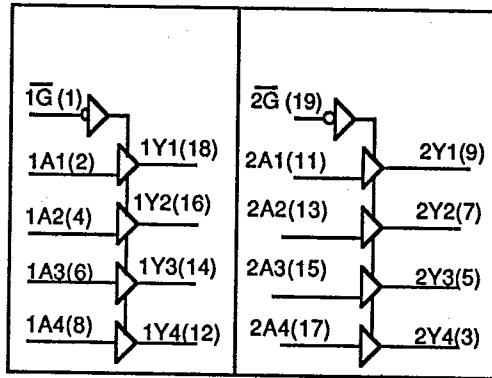 1G̅ (1)
1A1(2)
1Y1(18)
1A2(4)
1Y2(16)
1A3(6)
1Y3(14)
1A4(8)
1Y4(12)
2G̅ (19)
2A1(11)
2Y1(9)
2A2(13)
2Y2(7)
2A3(15)
2Y3(5)
2A4(17)
2Y4(3)